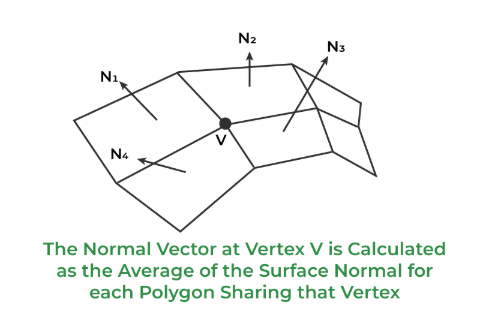 N₂
N₃
N₁
V
N₄
The Normal Vector at Vertex V is Calculated
as the Average of the Surface Normal for
each Polygon Sharing that Vertex